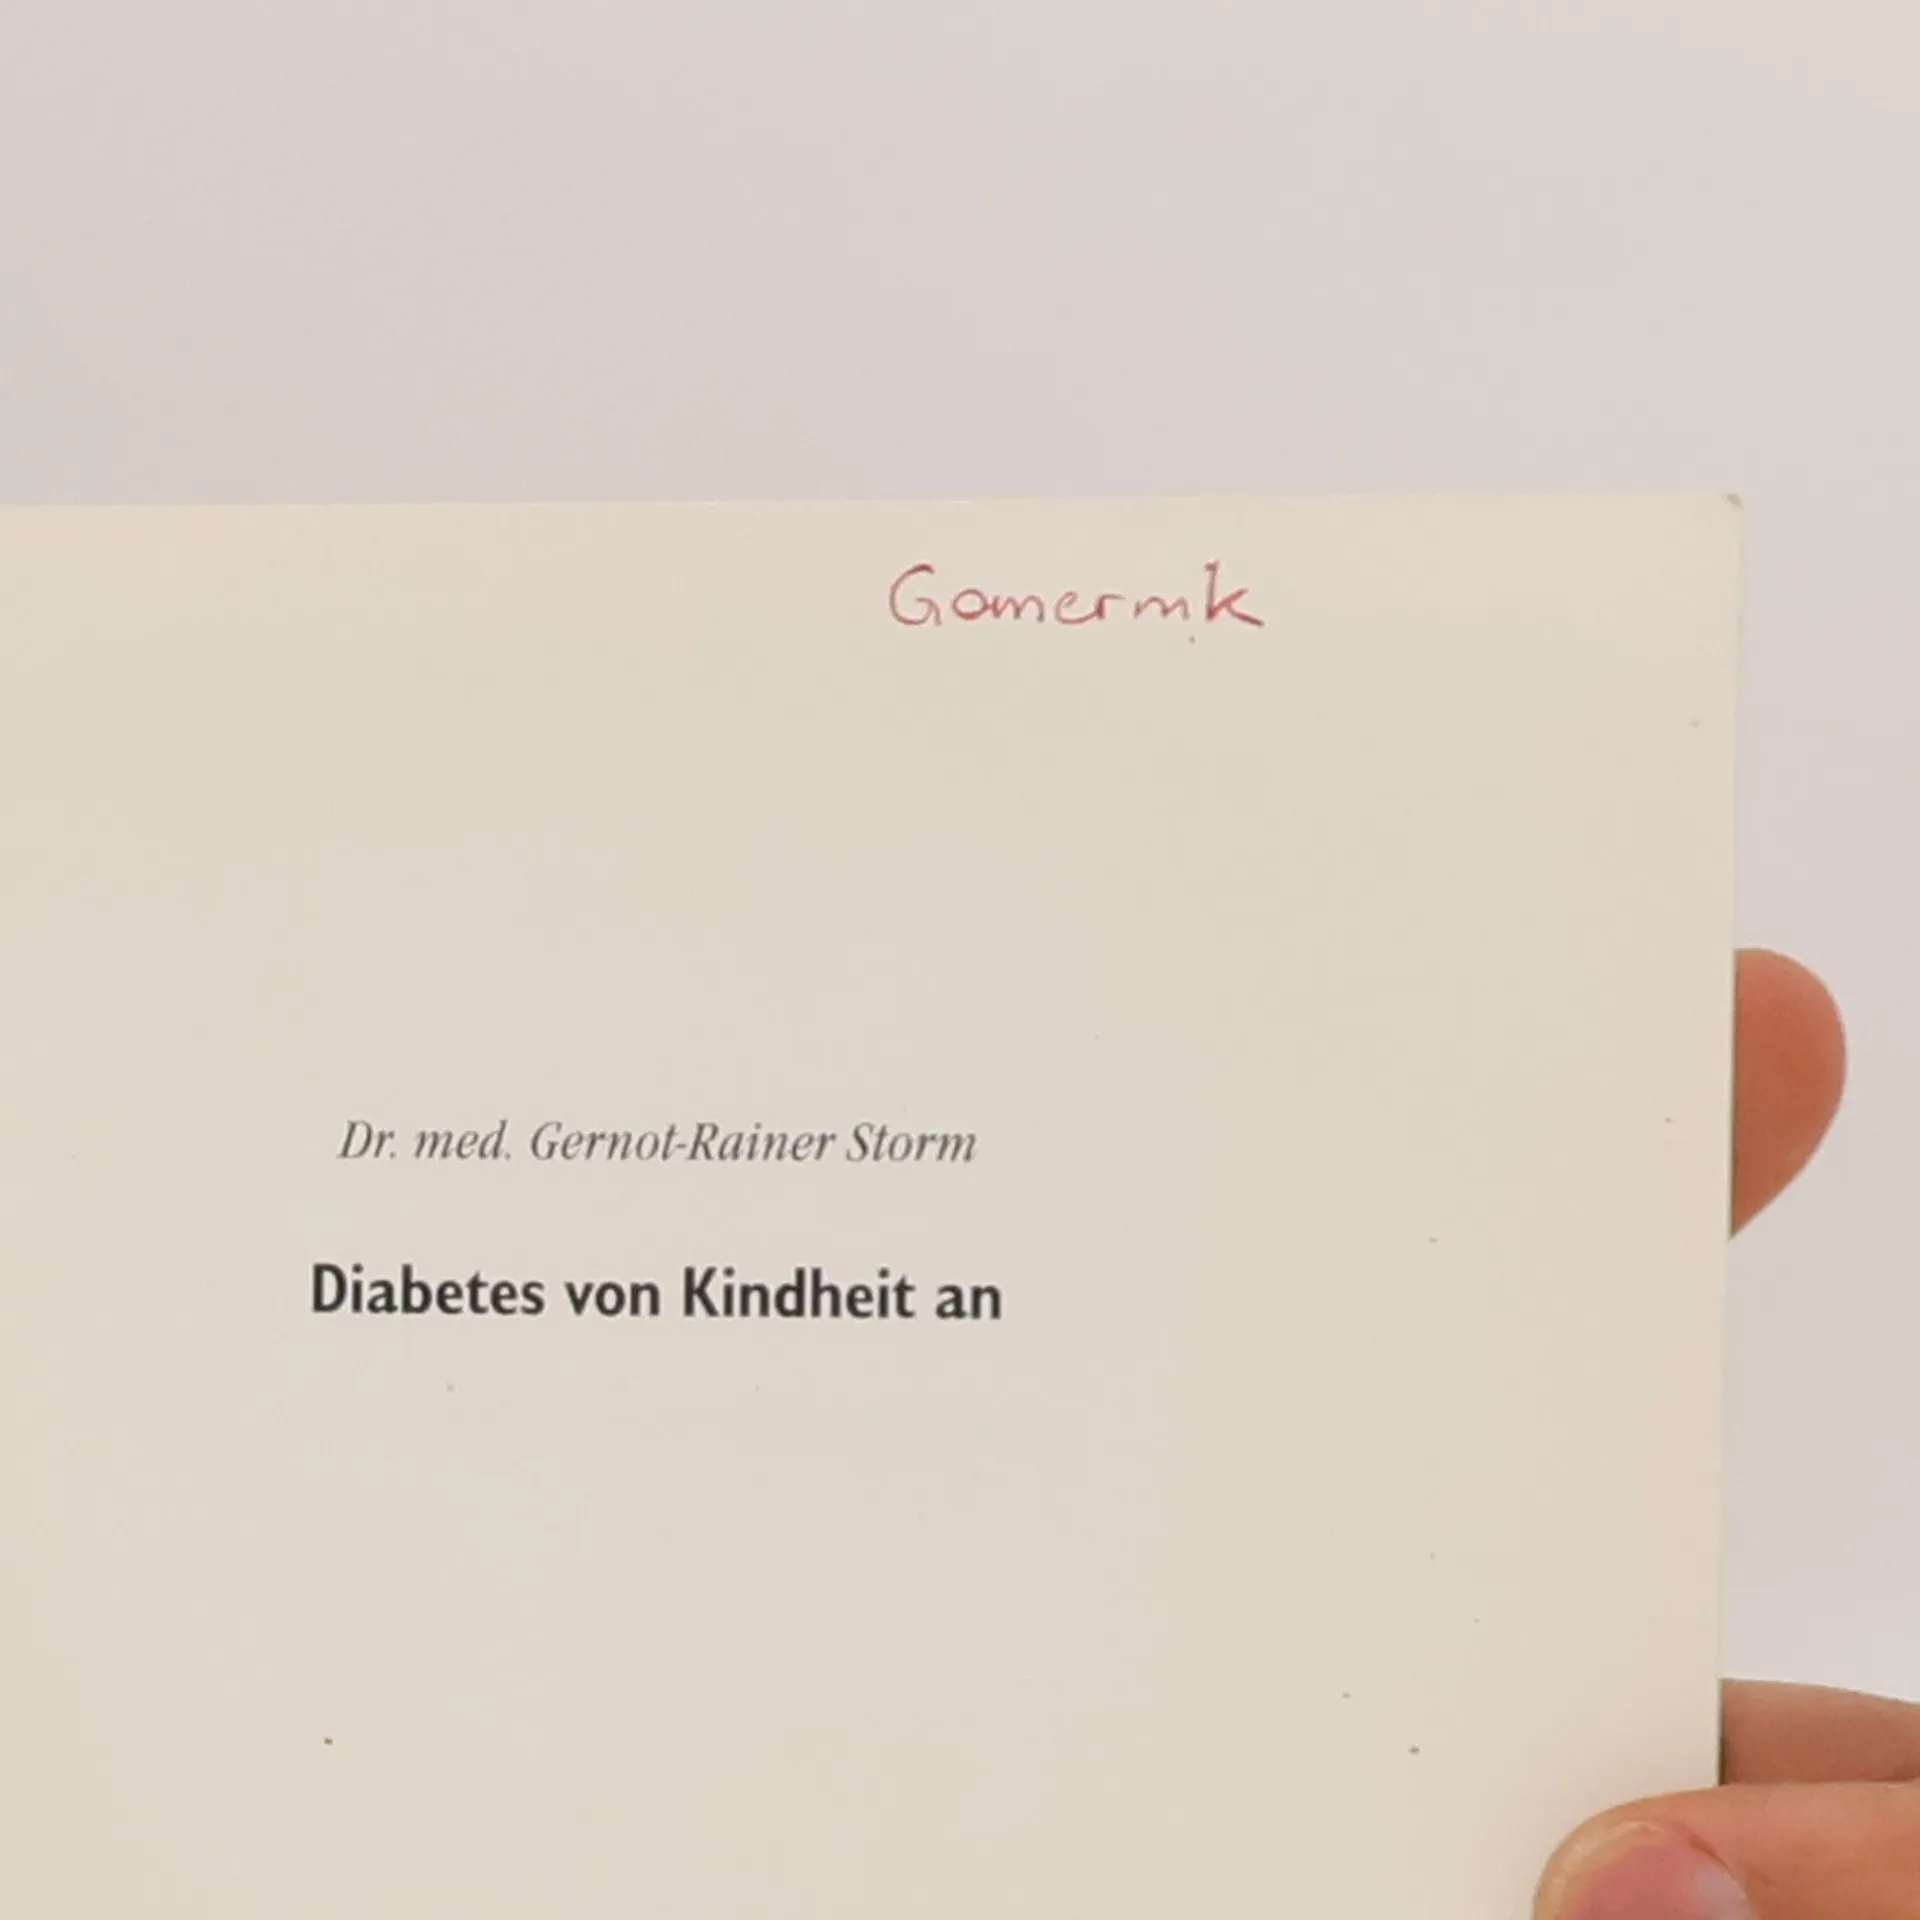 Gomermk
Dr. med. Gernot-Rainer Storm
Diabetes von Kindheit an